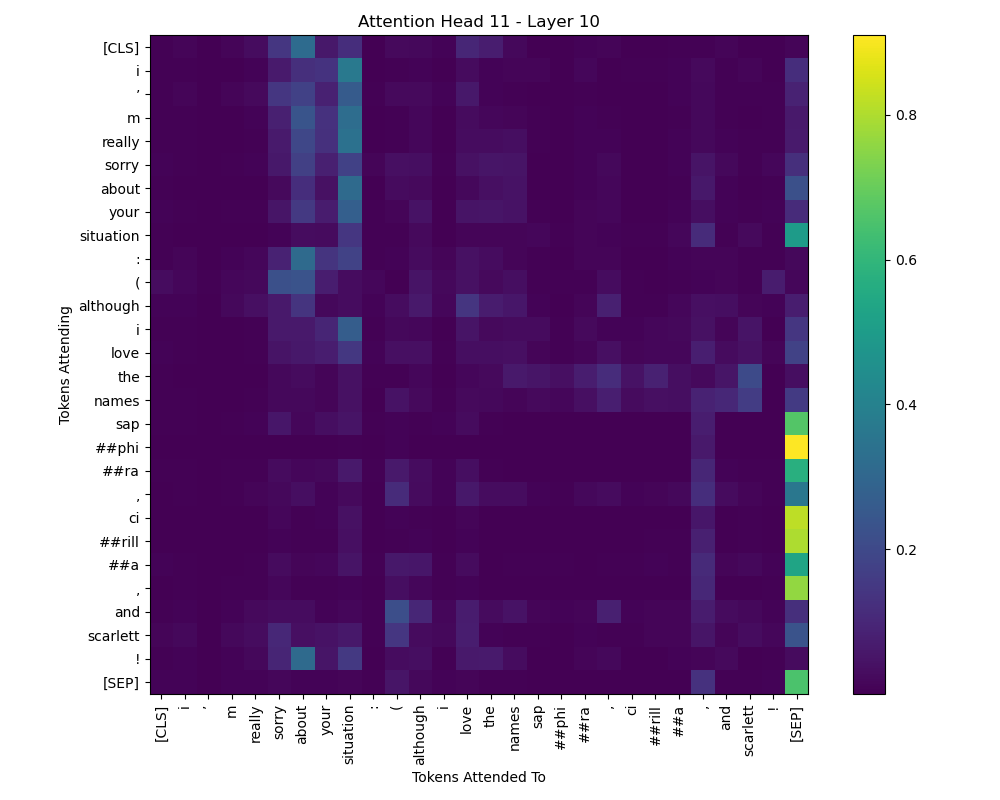 Attention Head 11 - Layer 10
Tokens Attending
[CLS]
i
’
m
really
sorry
about
your
situation
:
(
although
i
love
the
names
sap
##phi
##ra
,
ci
##rill
##a
,
and
scarlett
!
[SEP]
[CLS]
i
’
m
really
sorry
about
your
situation
:
(
although
i
love
the
names
sap
##phi
##ra
,
ci
##rill
##a
,
and
scarlett
!
[SEP]
Tokens Attended To
0.8
0.6
0.4
0.2